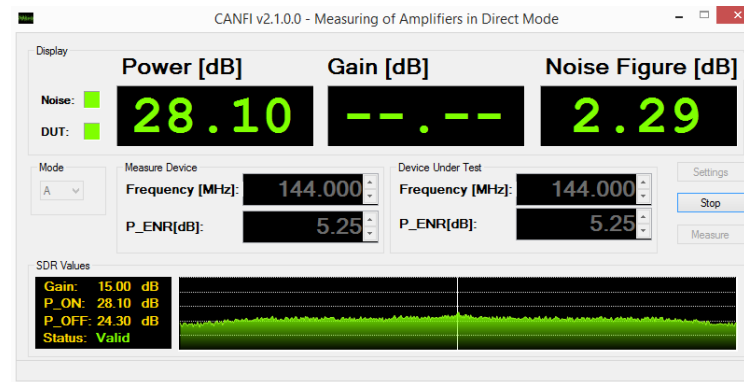 CANFI v2.1.0.0 - Measuring of Amplifiers in Direct Mode
Display
Power [dB] Gain [dB] Noise Figure [dB]
Noise:
DUT:
28.10 --.-- 2.29
Mode
A
Measure Device
Frequency [MHz]: 144.000
P_ENR[dB]: 5.25
Device Under Test
Frequency [MHz]: 144.000
P_ENR[dB]: 5.25
Settings
Stop
Measure
SDR Values
Gain: 15.00 dB
P_ON: 28.10 dB
P_OFF: 24.30 dB
Status: Valid